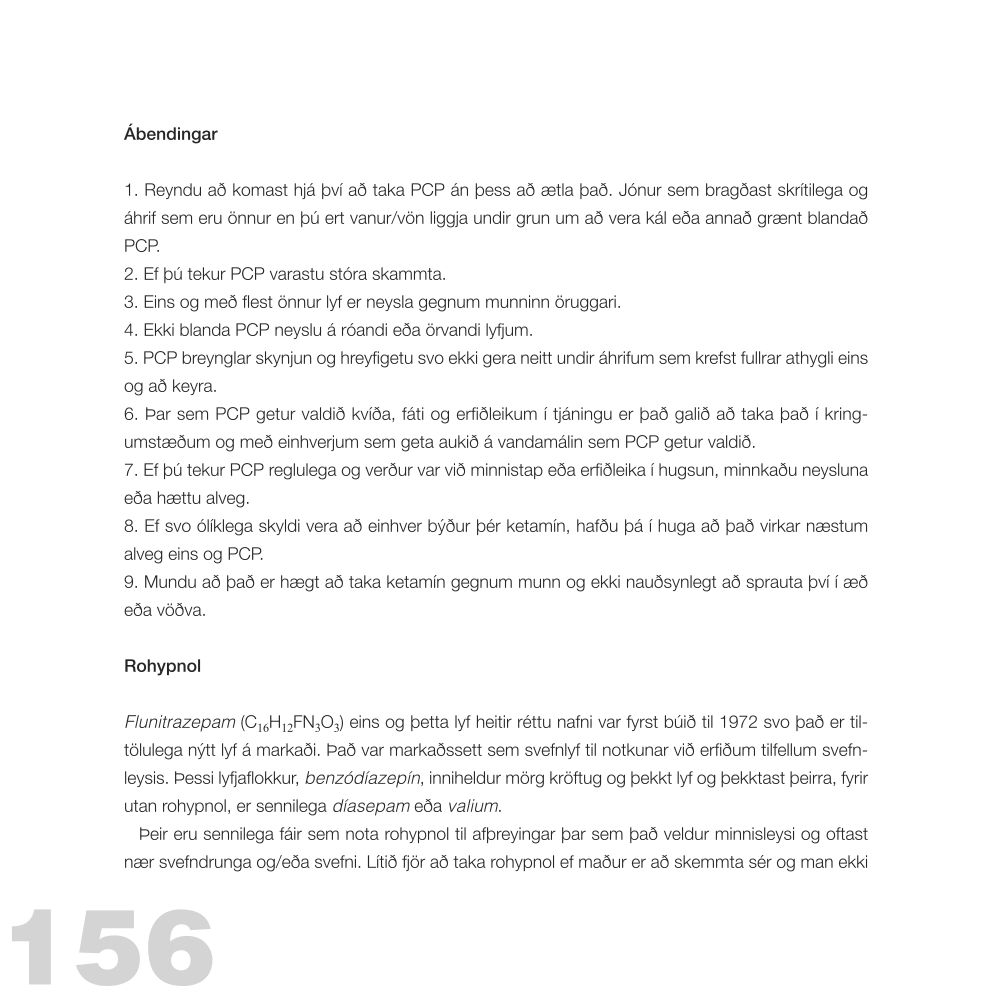 Ábendingar
1. Reyndu að komast hjá því að taka PCP án þess að ætla það. Jónur sem bragðast skrítilega og
áhrif sem eru önnur en þú ert vanur/vön liggja undir grun um að vera kál eða annað grænt blandað
PCP.
2. Ef þú tekur PCP varastu stóra skammta.
3. Eins og með flest önnur lyf er neysla gegnum munninn öruggari.
4. Ekki blanda PCP neyslu á róandi eða örvandi lyfjum.
5. PCP breynglar skynjun og hreyfigetu svo ekki gera neitt undir áhrifum sem krefst fullrar athygli eins
og að keyra.
6. Þar sem PCP getur valdið kvíða, fáti og erfiðleikum í tjáningu er það galið að taka það í kring-
umstæðum og með einhverjum sem geta aukið á vandamálin sem PCP getur valdið.
7. Ef þú tekur PCP reglulega og verður var við minnistap eða erfiðleika í hugsun, minnkaðu neysluna
eða hættu alveg.
8. Ef svo ólíklega skyldi vera að einhver býður þér ketamín, hafðu þá í huga að það virkar næstum
alveg eins og PCP.
9. Mundu að það er hægt að taka ketamín gegnum munn og ekki nauðsynlegt að sprauta því í æð
eða vöðva.
Rohypnol
Flunitrazepam (C₁₆H₁₂FN₃O₃) eins og þetta lyf heitir réttu nafni var fyrst búið til 1972 svo það er til-
tölulega nýtt lyf á markaði. Það var markaðssett sem svefnlyf til notkunar við erfiðum tilfellum svefn-
leysis. Þessi lyfjaflokkur, benzódíazepín, inniheldur mörg kröftug og þekkt lyf og þekktast þeirra, fyrir
utan rohypnol, er sennilega díasepam eða valium.
Þeir eru sennilega fáir sem nota rohypnol til afþreyingar þar sem það veldur minnisleysi og oftast
nær svefndrunga og/eða svefni. Lítið fjör að taka rohypnol ef maður er að skemmta sér og man ekki
156